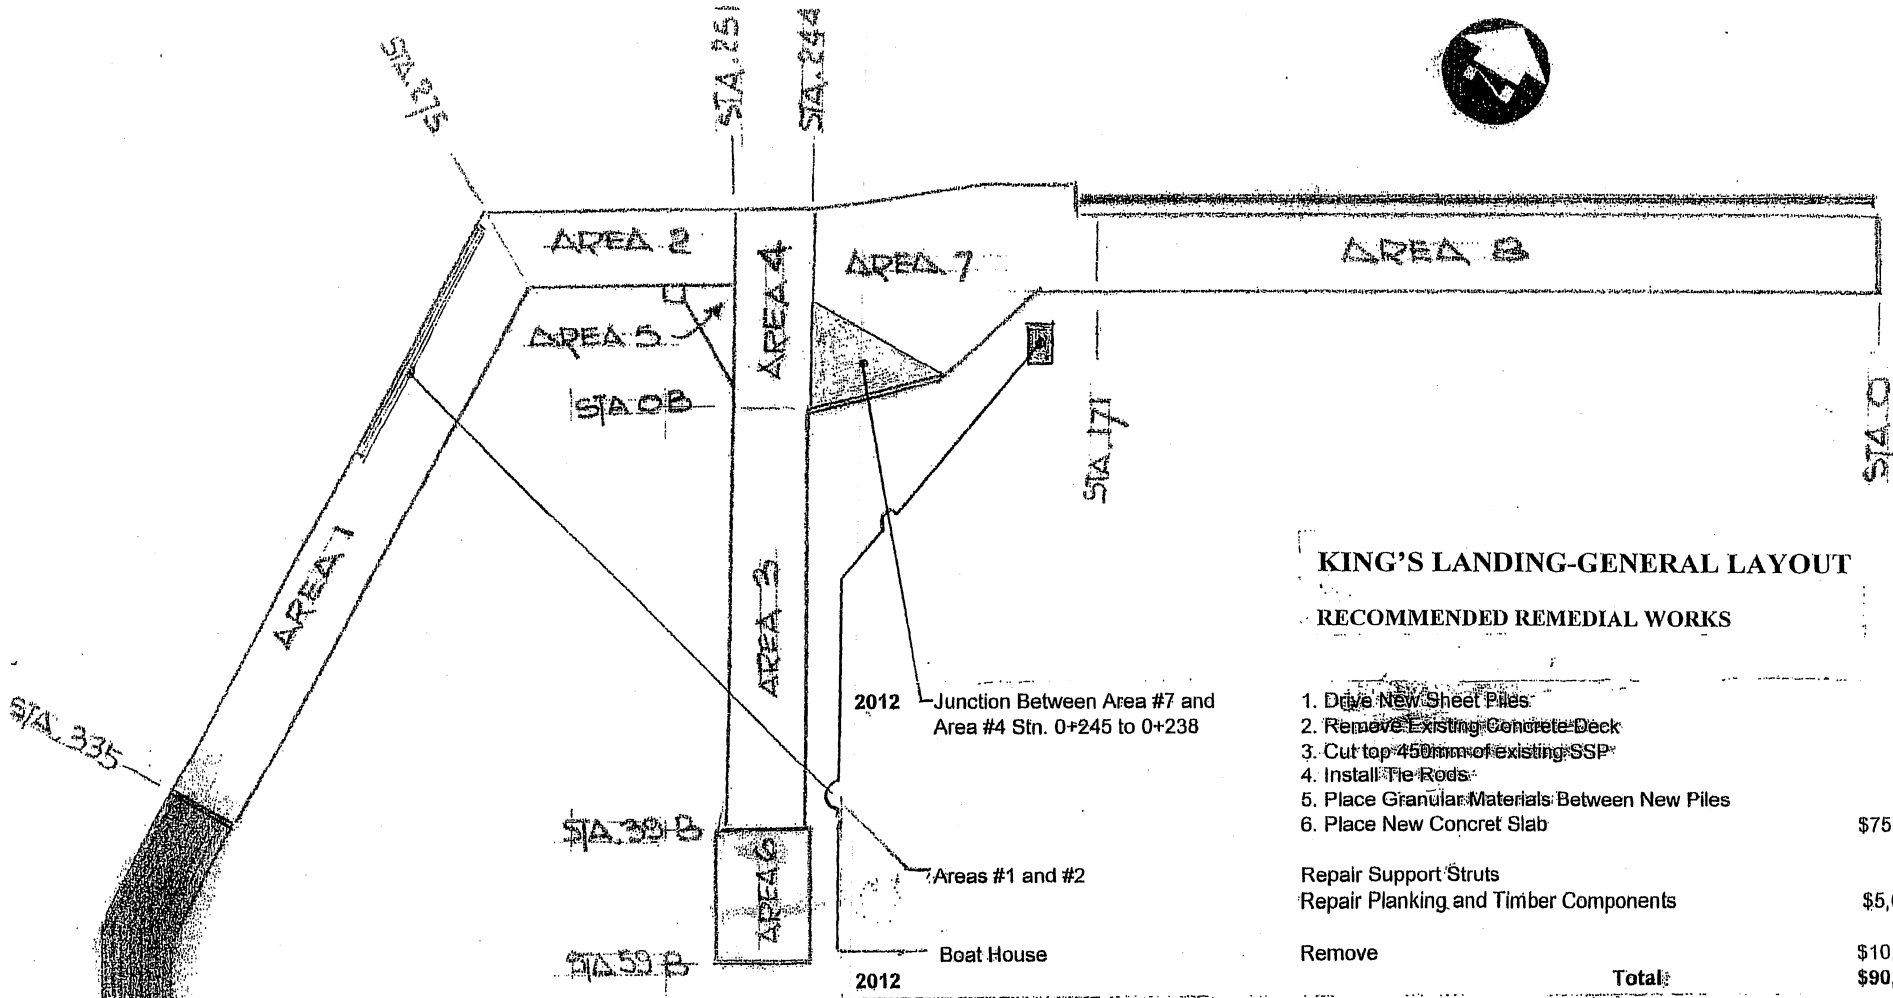 STA. 275
STA. 251
STA. 254
AREA 2
AREA 4
AREA 7
AREA 8
AREA 5
STA 0B
STA. 171
STA. 0
AREA 1
AREA 3
KING'S LANDING-GENERAL LAYOUT
RECOMMENDED REMEDIAL WORKS
STA. 335
2012 Junction Between Area #7 and
Area #4 Stn. 0+245 to 0+238
1. Drive New Sheet Piles
2. Remove Existing Concrete Deck
3. Cut top 450mm of existing SSP
4. Install Tie Rods
5. Place Granular Materials Between New Piles
6. Place New Concret Slab $75
STA. 39 B
AREA 6
Areas #1 and #2
Repair Support Struts
Repair Planking and Timber Components $5,
STA 59 B
Boat House
Remove $10,
2012
Total: $90,